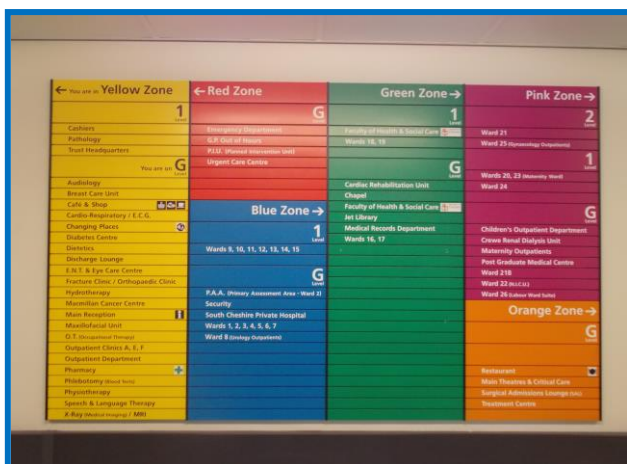 ← You are in Yellow Zone
1
Level
Cashiers
Pathology
Trust Headquarters
You are on G
Level
Audiology
Breast Care Unit
Café & Shop
Cardio-Respiratory / E.C.G.
Changing Places
Diabetes Centre
Dietetics
Discharge Lounge
E.N.T. & Eye Care Centre
Fracture Clinic / Orthopaedic Clinic
Hydrotherapy
Macmillan Cancer Centre
Main Reception
Maxillofacial Unit
O.T. (Occupational Therapy)
Outpatient Clinics A, E, F
Outpatient Department
Pharmacy
Phlebotomy (Blood Tests)
Physiotherapy
Speech & Language Therapy
X-Ray (Medical Imaging) / MRI
← Red Zone
G
Level
Emergency Department
G.P. Out of Hours
P.I.U. (Planned Intervention Unit)
Urgent Care Centre
Blue Zone →
1
Level
Wards 9, 10, 11, 12, 13, 14, 15
G
Level
P.A.A. (Primary Assessment Area - Ward 2)
Security
South Cheshire Private Hospital
Wards 1, 2, 3, 4, 5, 6, 7
Ward 8 (Urology Outpatients)
Green Zone →
1
Level
Faculty of Health & Social Care
Wards 18, 19
G
Level
Cardiac Rehabilitation Unit
Chapel
Faculty of Health & Social Care
Jet Library
Medical Records Department
Wards 16, 17
Pink Zone →
2
Level
Ward 21
Ward 25 (Gynaecology Outpatients)
1
Level
Wards 20, 23 (Maternity Ward)
Ward 24
G
Level
Children's Outpatient Department
Crewe Renal Dialysis Unit
Maternity Outpatients
Post Graduate Medical Centre
Ward 21B
Ward 22 (N.I.C.U.)
Ward 26 (Labour Ward Suite)
Orange Zone →
G
Level
Restaurant
Main Theatres & Critical Care
Surgical Admissions Lounge (SAL)
Treatment Centre